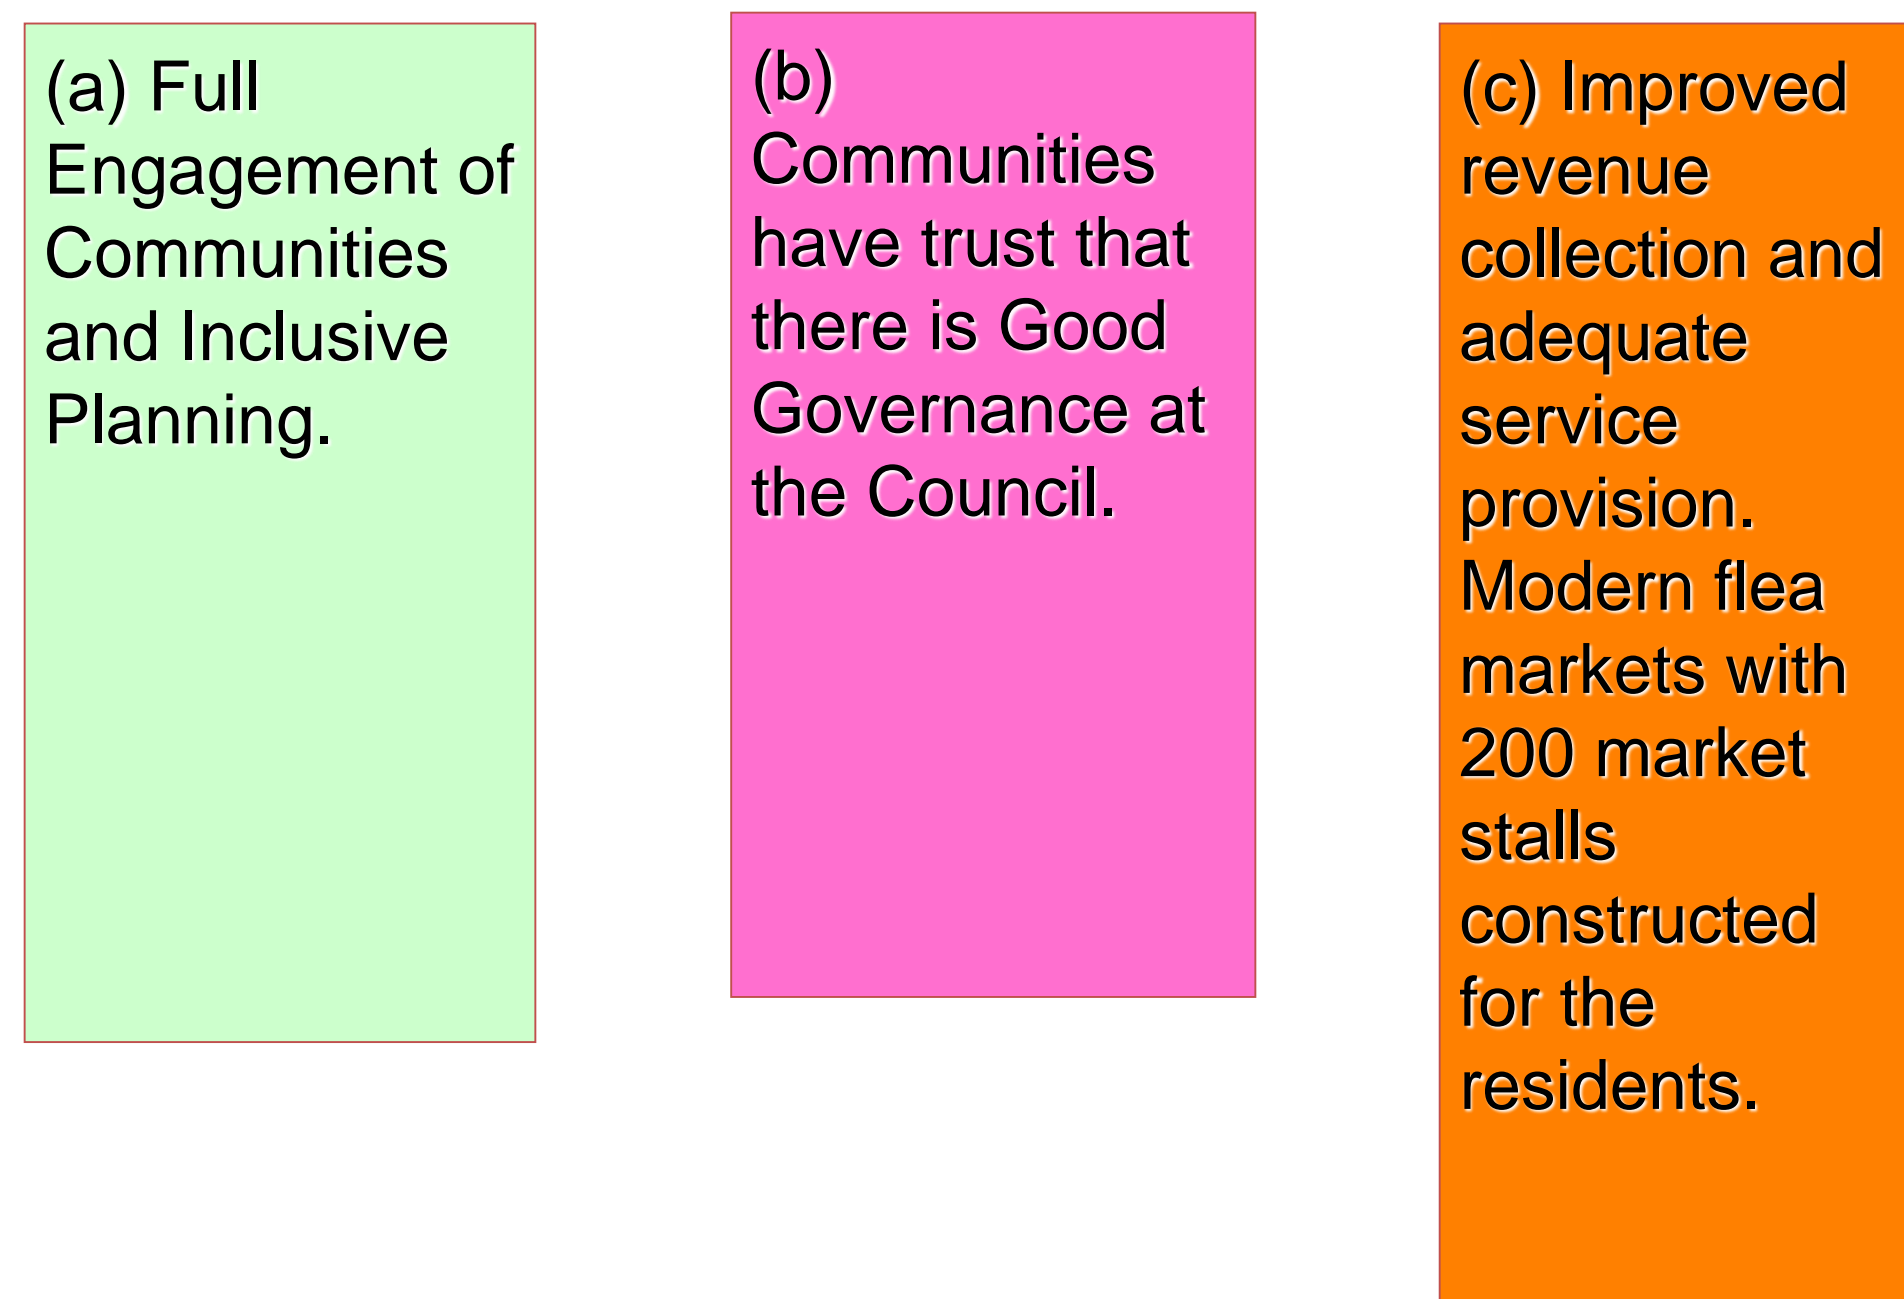 (a) Full
Engagement of
Communities
and Inclusive
Planning.
(b)
Communities
have trust that
there is Good
Governance at
the Council.
(c) Improved
revenue
collection and
adequate
service
provision.
Modern flea
markets with
200 market
stalls
constructed
for the
residents.